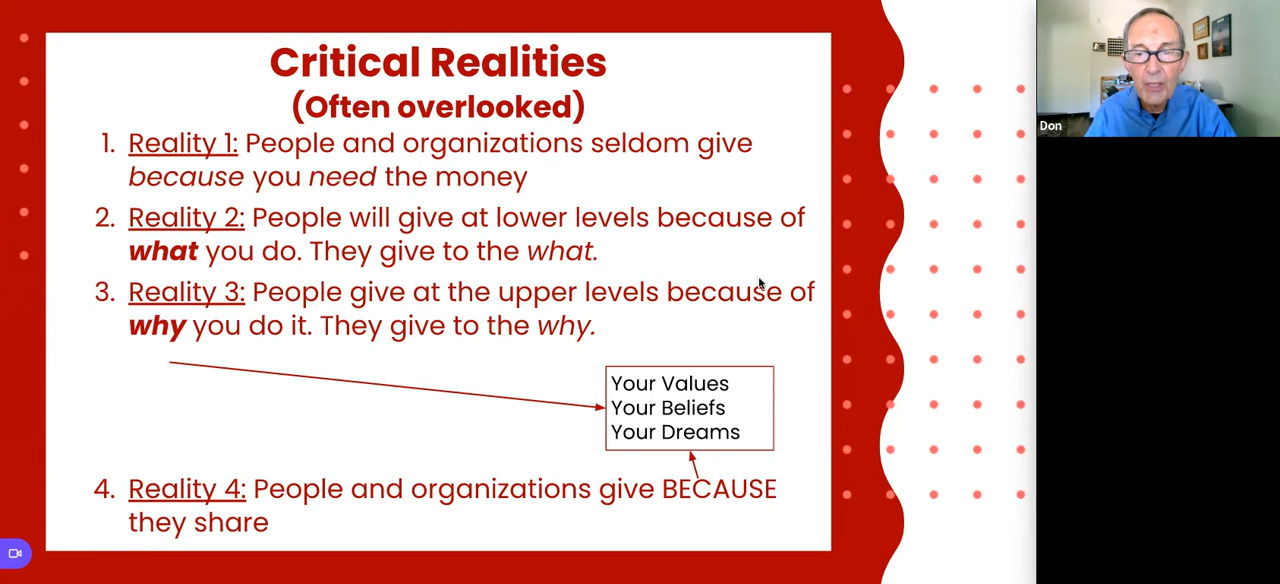 Critical Realities
(Often overlooked)
1. Reality 1: People and organizations seldom give
because you need the money
2. Reality 2: People will give at lower levels because of
what you do. They give to the what.
3. Reality 3: People give at the upper levels because of
why you do it. They give to the why.
Your Values
Your Beliefs
Your Dreams
4. Reality 4: People and organizations give BECAUSE
they share
Don